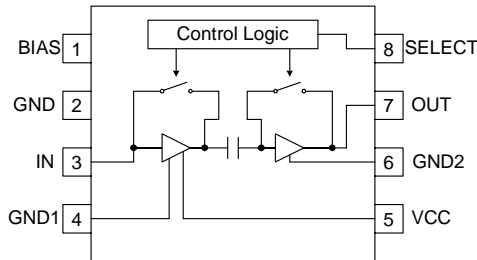 Control Logic
BIAS 1
8 SELECT
GND 2
7 OUT
IN 3
6 GND2
GND1 4
5 VCC